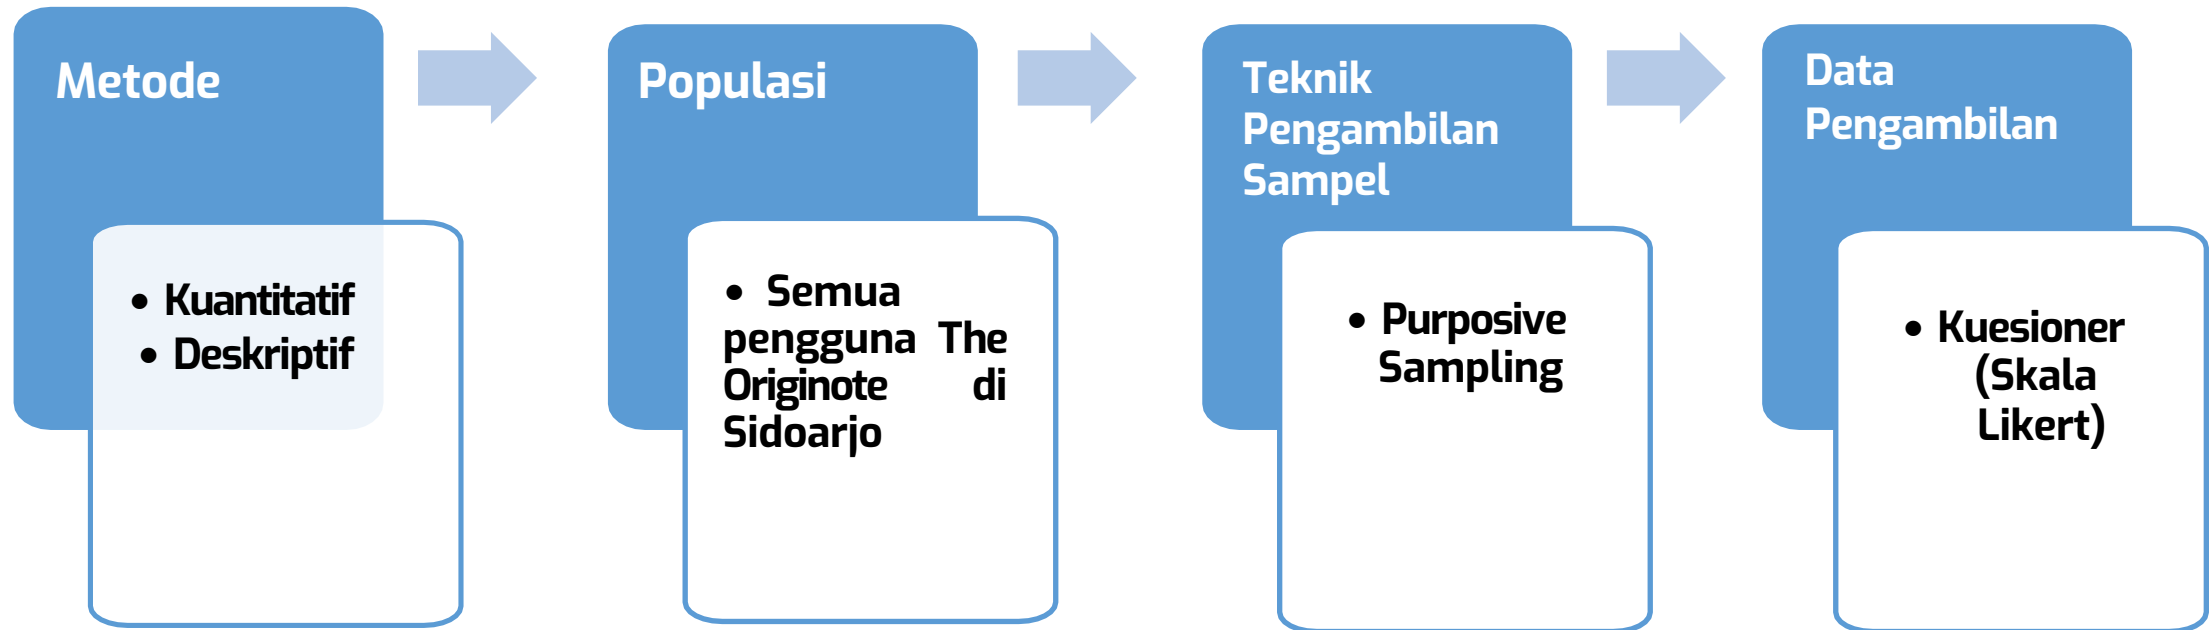 Metode
• Kuantitatif
• Deskriptif
Populasi
• Semua
pengguna The
Originote di
Sidoarjo
Teknik
Pengambilan
Sampel
• Purposive
Sampling
Data
Pengambilan
• Kuesioner
(Skala
Likert)